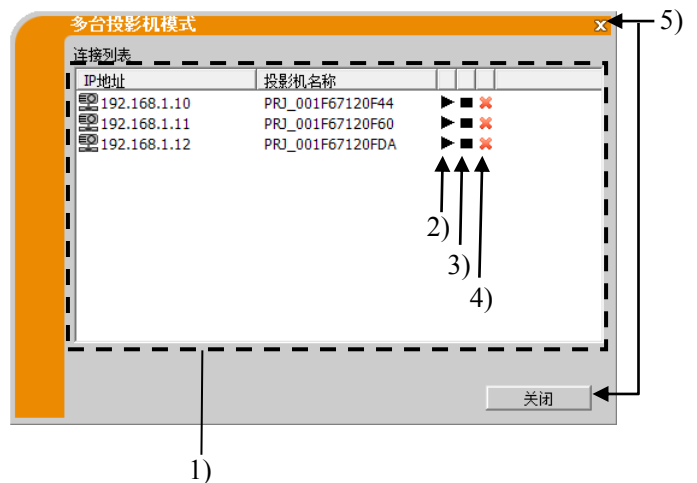 多台投影机模式
5)
连接列表
IP地址 投影机名称
192.168.1.10 PRJ_001F67120F44
192.168.1.11 PRJ_001F67120F60
192.168.1.12 PRJ_001F67120FDA
2)
3)
4)
关闭
1)